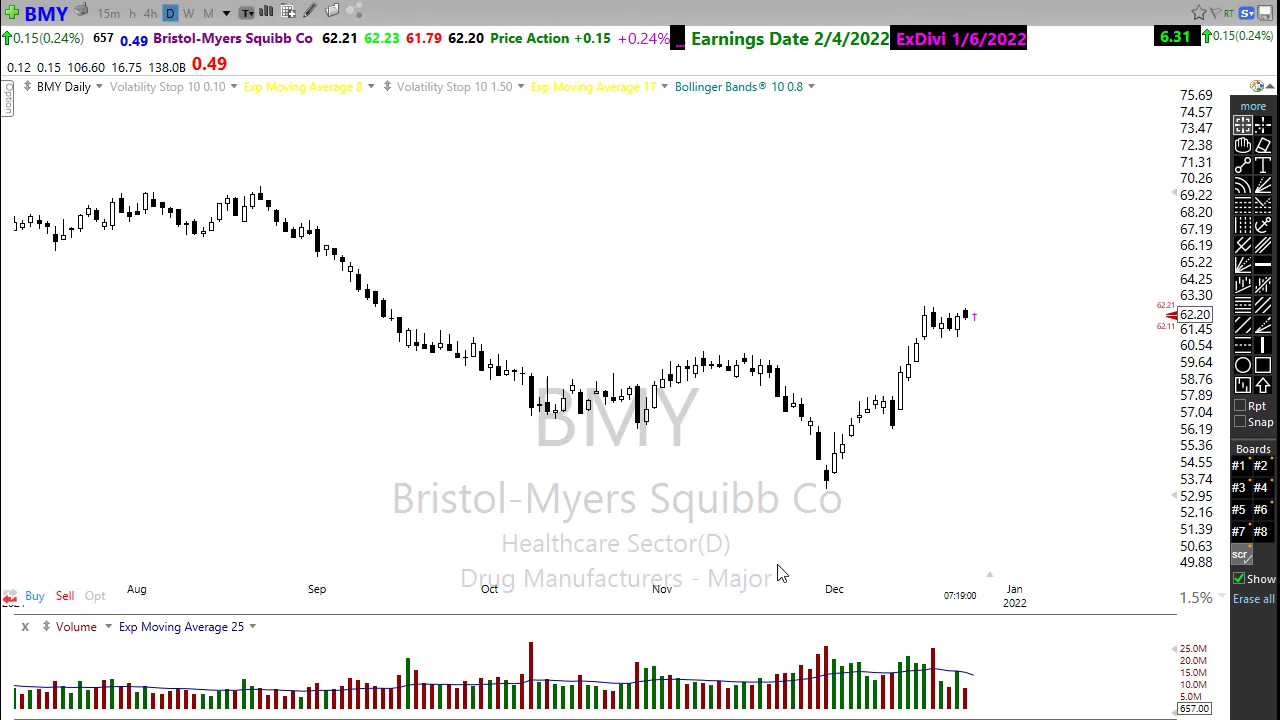 BMY 15m h 4h D W M T RT S
0.15(0.24%) 657 0.49 Bristol-Myers Squibb Co 62.21 62.23 61.79 62.20 Price Action +0.15 +0.24% ... Earnings Date 2/4/2022 ExDivi 1/6/2022 6.31 0.15(0.24%)
0.12 0.15 106.60 16.75 138.0B 0.49
Option
BMY Daily Volatility Stop 10 0.10 Exp Moving Average 8 Volatility Stop 10 1.50 Exp Moving Average 17 Bollinger Bands® 10 0.8
75.69
74.57
73.47
72.38
71.31
70.26
69.22
68.20
67.19
66.19
65.22
64.25
63.30
62.21
62.20
62.11
61.45
60.54
59.64
58.76
57.89
57.04
56.19
55.36
54.55
53.74
52.95
52.16
51.39
50.63
49.88
more
T
Rpt
Snap
Boards
#1 #2
#3 #4
#5 #6
#7 #8
scr
Show
Erase all
BMY
Bristol-Myers Squibb Co
Healthcare Sector(D)
Drug Manufacturers - Major
Aug Sep Oct Nov Dec Jan
Buy Sell Opt 07:19:00 2022 1.5%
X Volume Exp Moving Average 25
25.0M
20.0M
15.0M
10.0M
5.0M
657.00